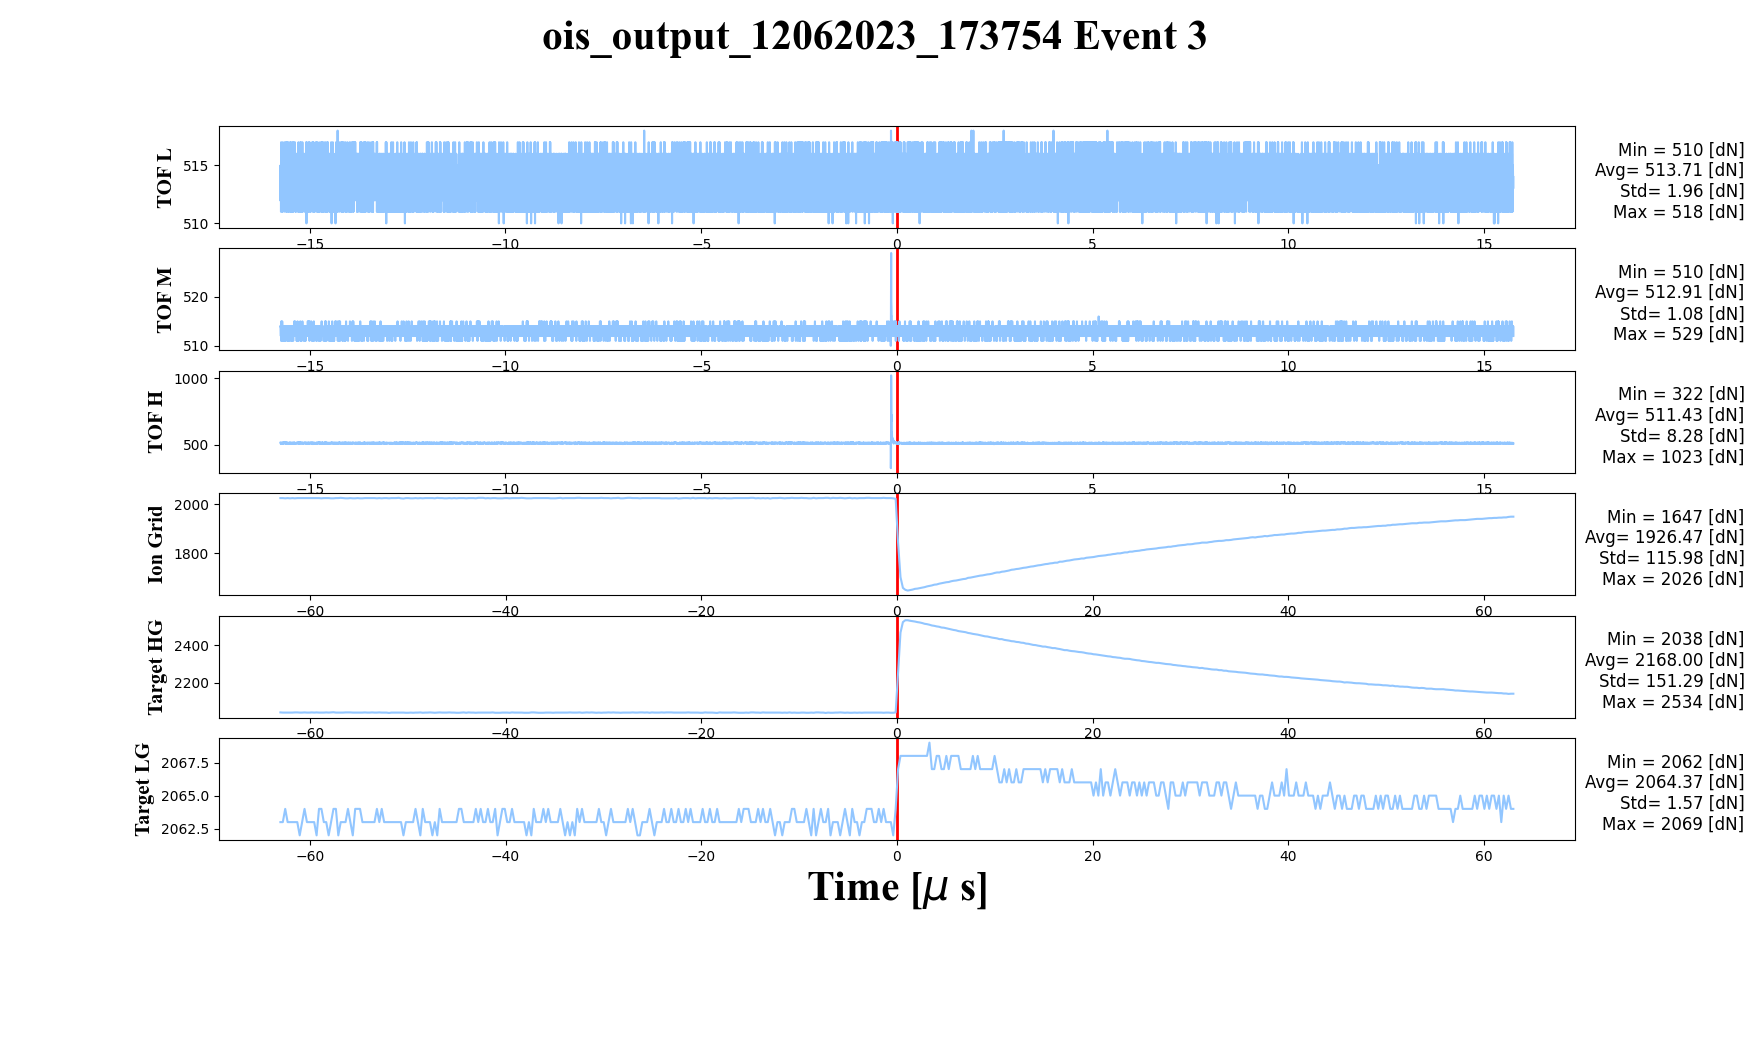 ois_output_12062023_173754 Event 3
TOF L
515
510
−15 −10 −5 0 5 10 15
Min = 510 [dN]
Avg= 513.71 [dN]
Std= 1.96 [dN]
Max = 518 [dN]
TOF M
520
510
−15 −10 −5 0 5 10 15
Min = 510 [dN]
Avg= 512.91 [dN]
Std= 1.08 [dN]
Max = 529 [dN]
TOF H
1000
500
−15 −10 −5 0 5 10 15
Min = 322 [dN]
Avg= 511.43 [dN]
Std= 8.28 [dN]
Max = 1023 [dN]
Ion Grid
2000
1800
−60 −40 −20 0 20 40 60
Min = 1647 [dN]
Avg= 1926.47 [dN]
Std= 115.98 [dN]
Max = 2026 [dN]
Target HG
2400
2200
−60 −40 −20 0 20 40 60
Min = 2038 [dN]
Avg= 2168.00 [dN]
Std= 151.29 [dN]
Max = 2534 [dN]
Target LG
2067.5
2065.0
2062.5
−60 −40 −20 0 20 40 60
Min = 2062 [dN]
Avg= 2064.37 [dN]
Std= 1.57 [dN]
Max = 2069 [dN]
Time [μ s]